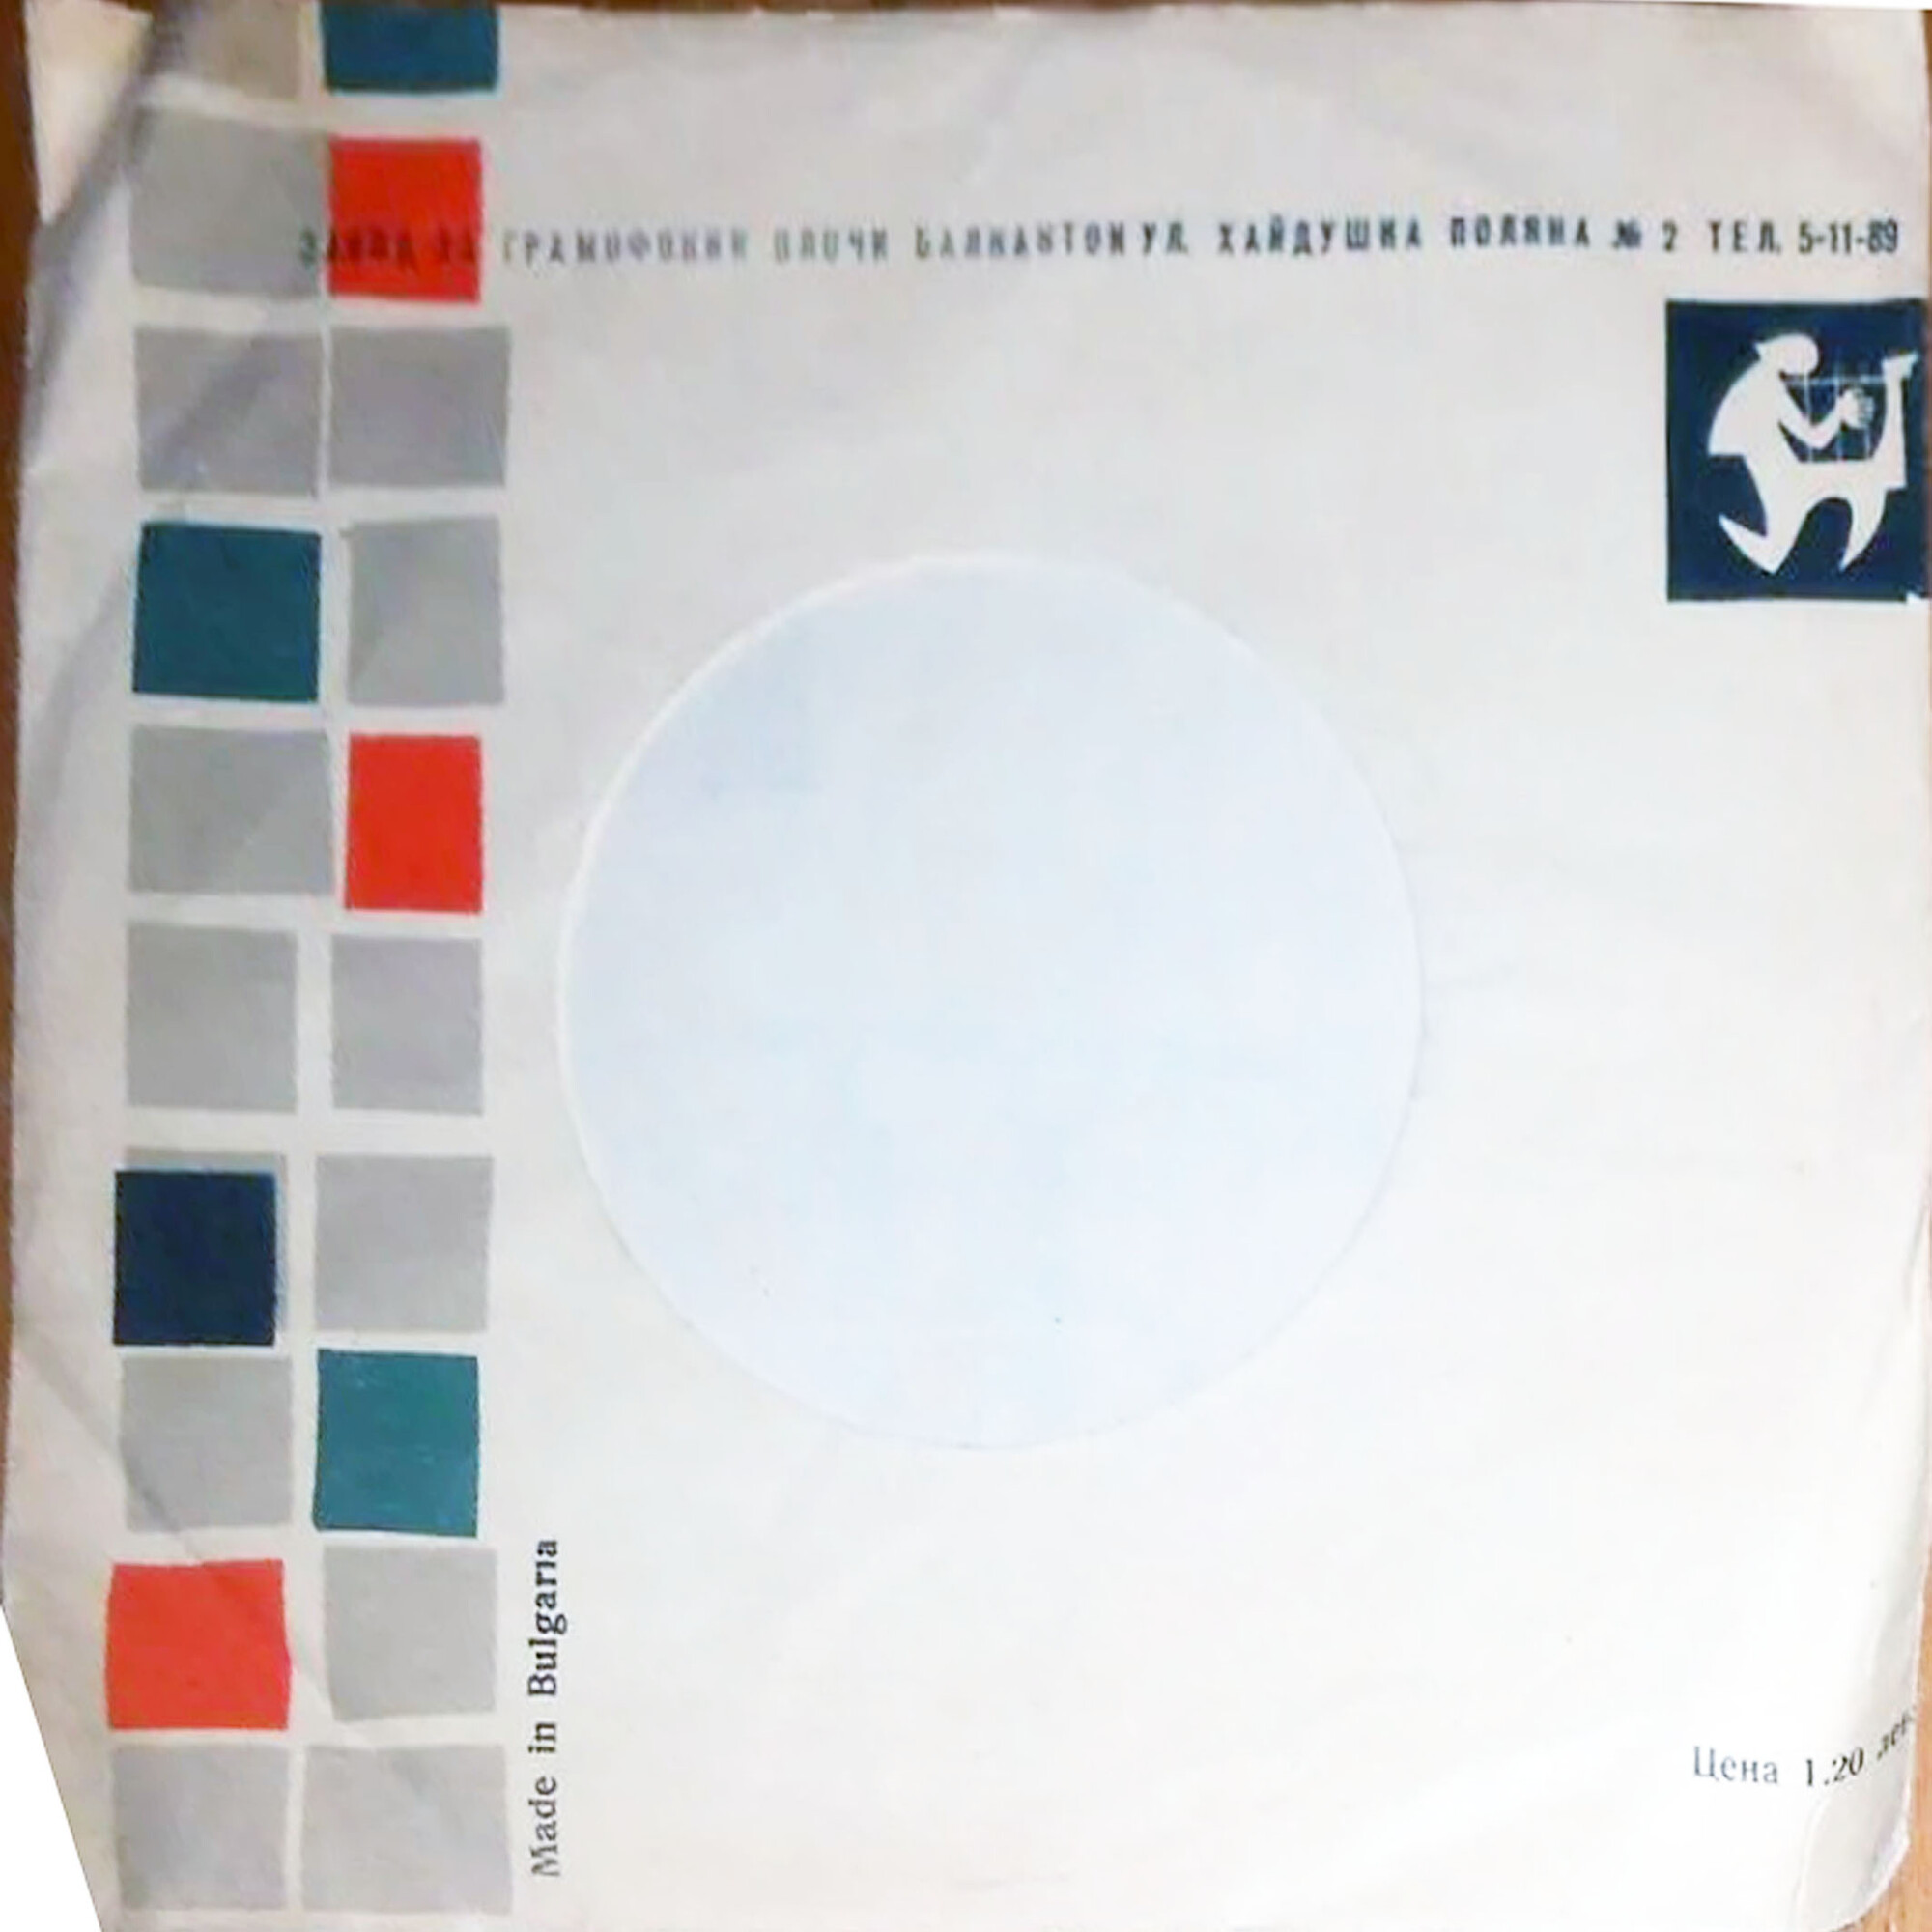 ЗАВОД ЗА ГРАМОФОННИ ПЛОЧИ БАЛКАНТОН УЛ. ХАЙДУШКА ПОЛЯНА № 2 ТЕЛ. 5-11-89
Made in Bulgaria
Цена 1.20 лева